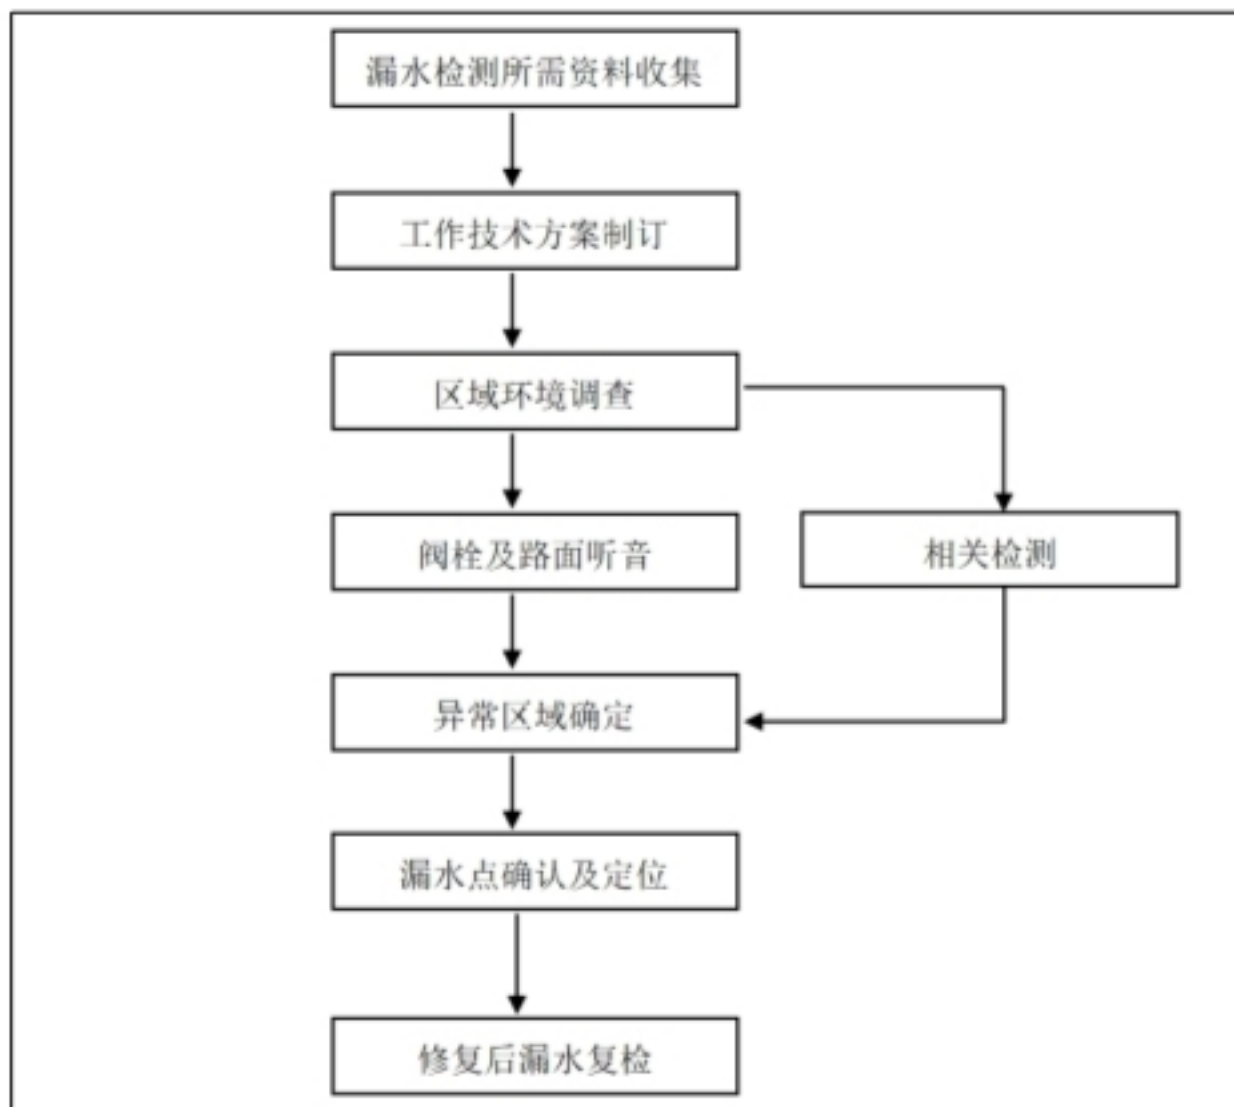 漏水检测所需资料收集
工作技术方案制订
区域环境调查
阀栓及路面听音
相关检测
异常区域确定
漏水点确认及定位
修复后漏水复检